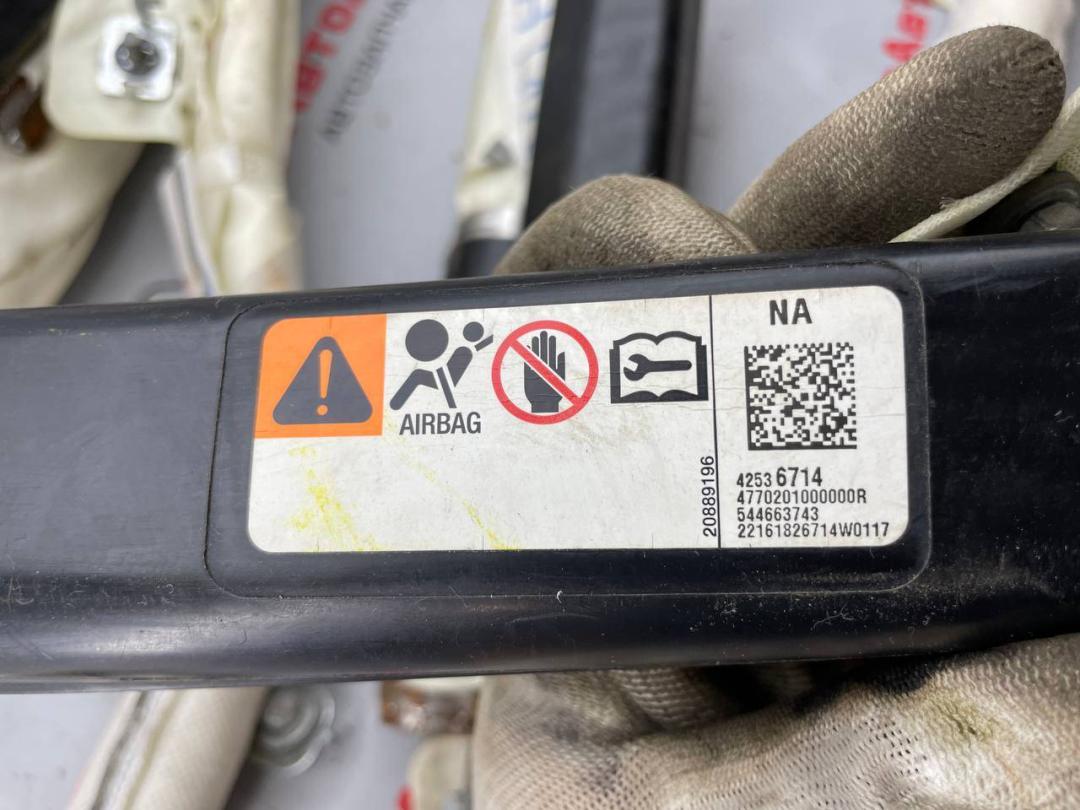 AIRBAG
20889196
NA
4253 6714
4770201000000R
544663743
22161826714W0117